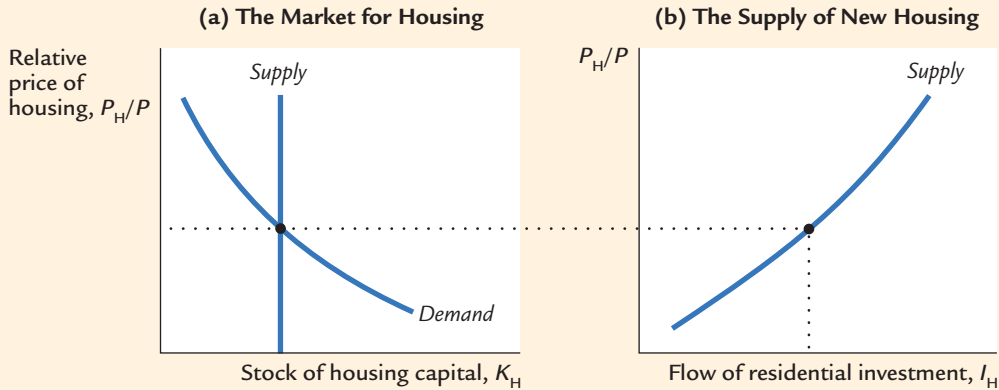 (a) The Market for Housing
Relative
price of
housing, P_H/P
Supply
Demand
Stock of housing capital, K_H
(b) The Supply of New Housing
P_H/P
Supply
Flow of residential investment, I_H